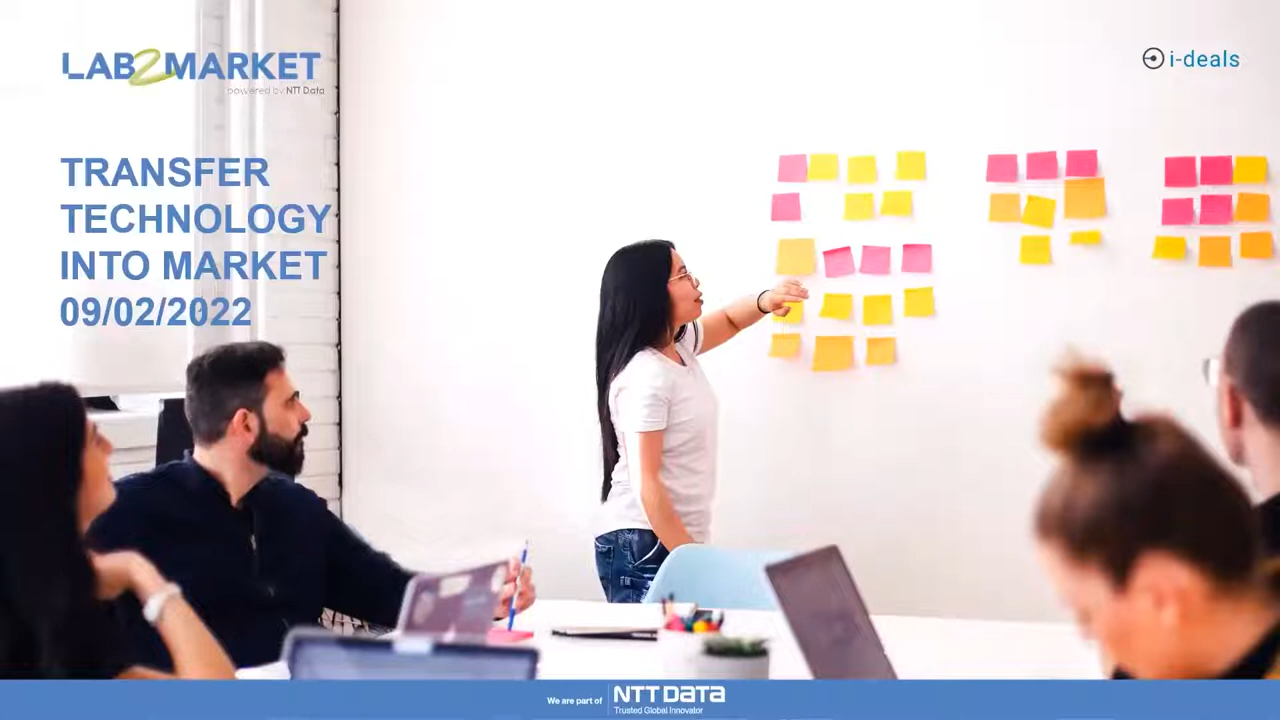 LAB2MARKET
powered by NTT Data
i-deals
TRANSFER
TECHNOLOGY
INTO MARKET
09/02/2022
We are part of
NTT DATA
Trusted Global Innovator